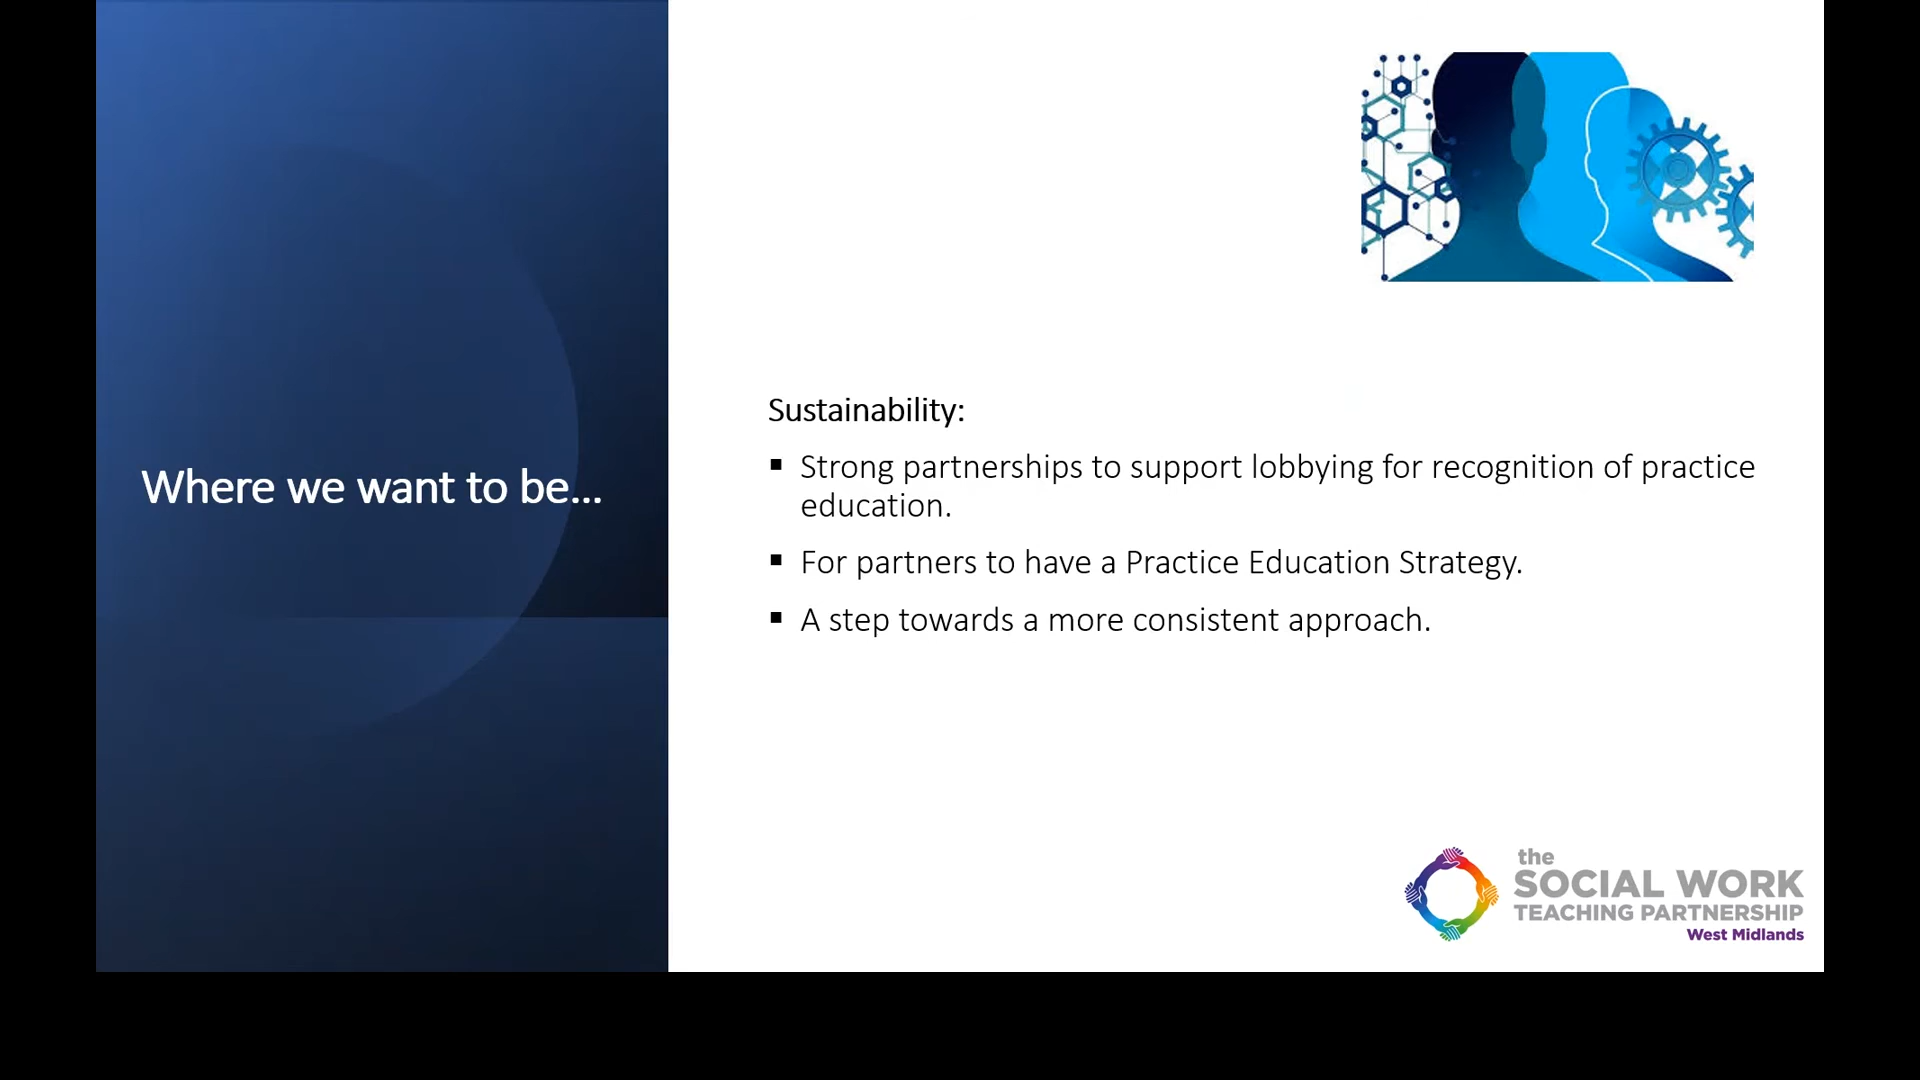 Where we want to be...
Sustainability:
▪ Strong partnerships to support lobbying for recognition of practice
education.
▪ For partners to have a Practice Education Strategy.
▪ A step towards a more consistent approach.
the
SOCIAL WORK
TEACHING PARTNERSHIP
West Midlands